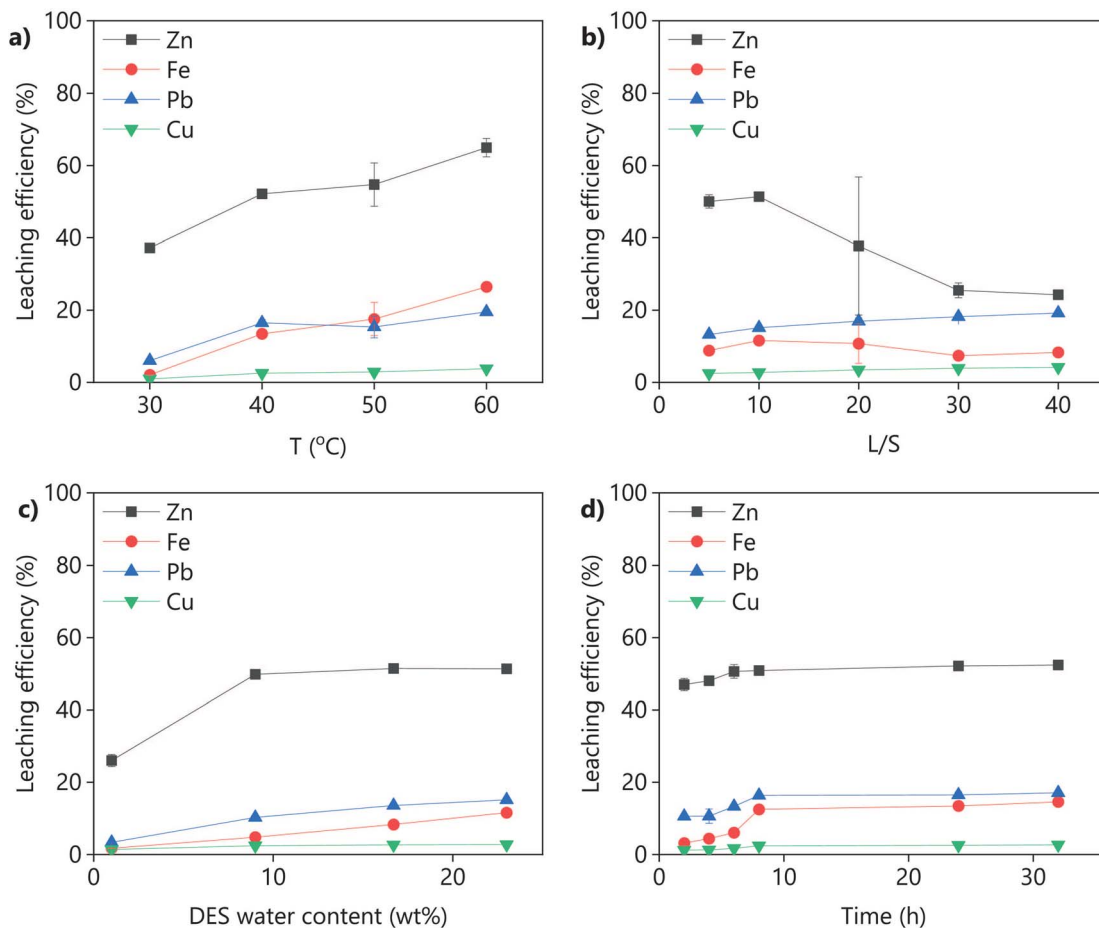 a)
Zn
Fe
Pb
Cu
Leaching efficiency (%)
100
80
60
40
20
0
30 40 50 60
T (°C)
b)
Zn
Fe
Pb
Cu
Leaching efficiency (%)
100
80
60
40
20
0
0 10 20 30 40
L/S
c)
Zn
Fe
Pb
Cu
Leaching efficiency (%)
100
80
60
40
20
0
0 10 20
DES water content (wt%)
d)
Zn
Fe
Pb
Cu
Leaching efficiency (%)
100
80
60
40
20
0
0 10 20 30
Time (h)